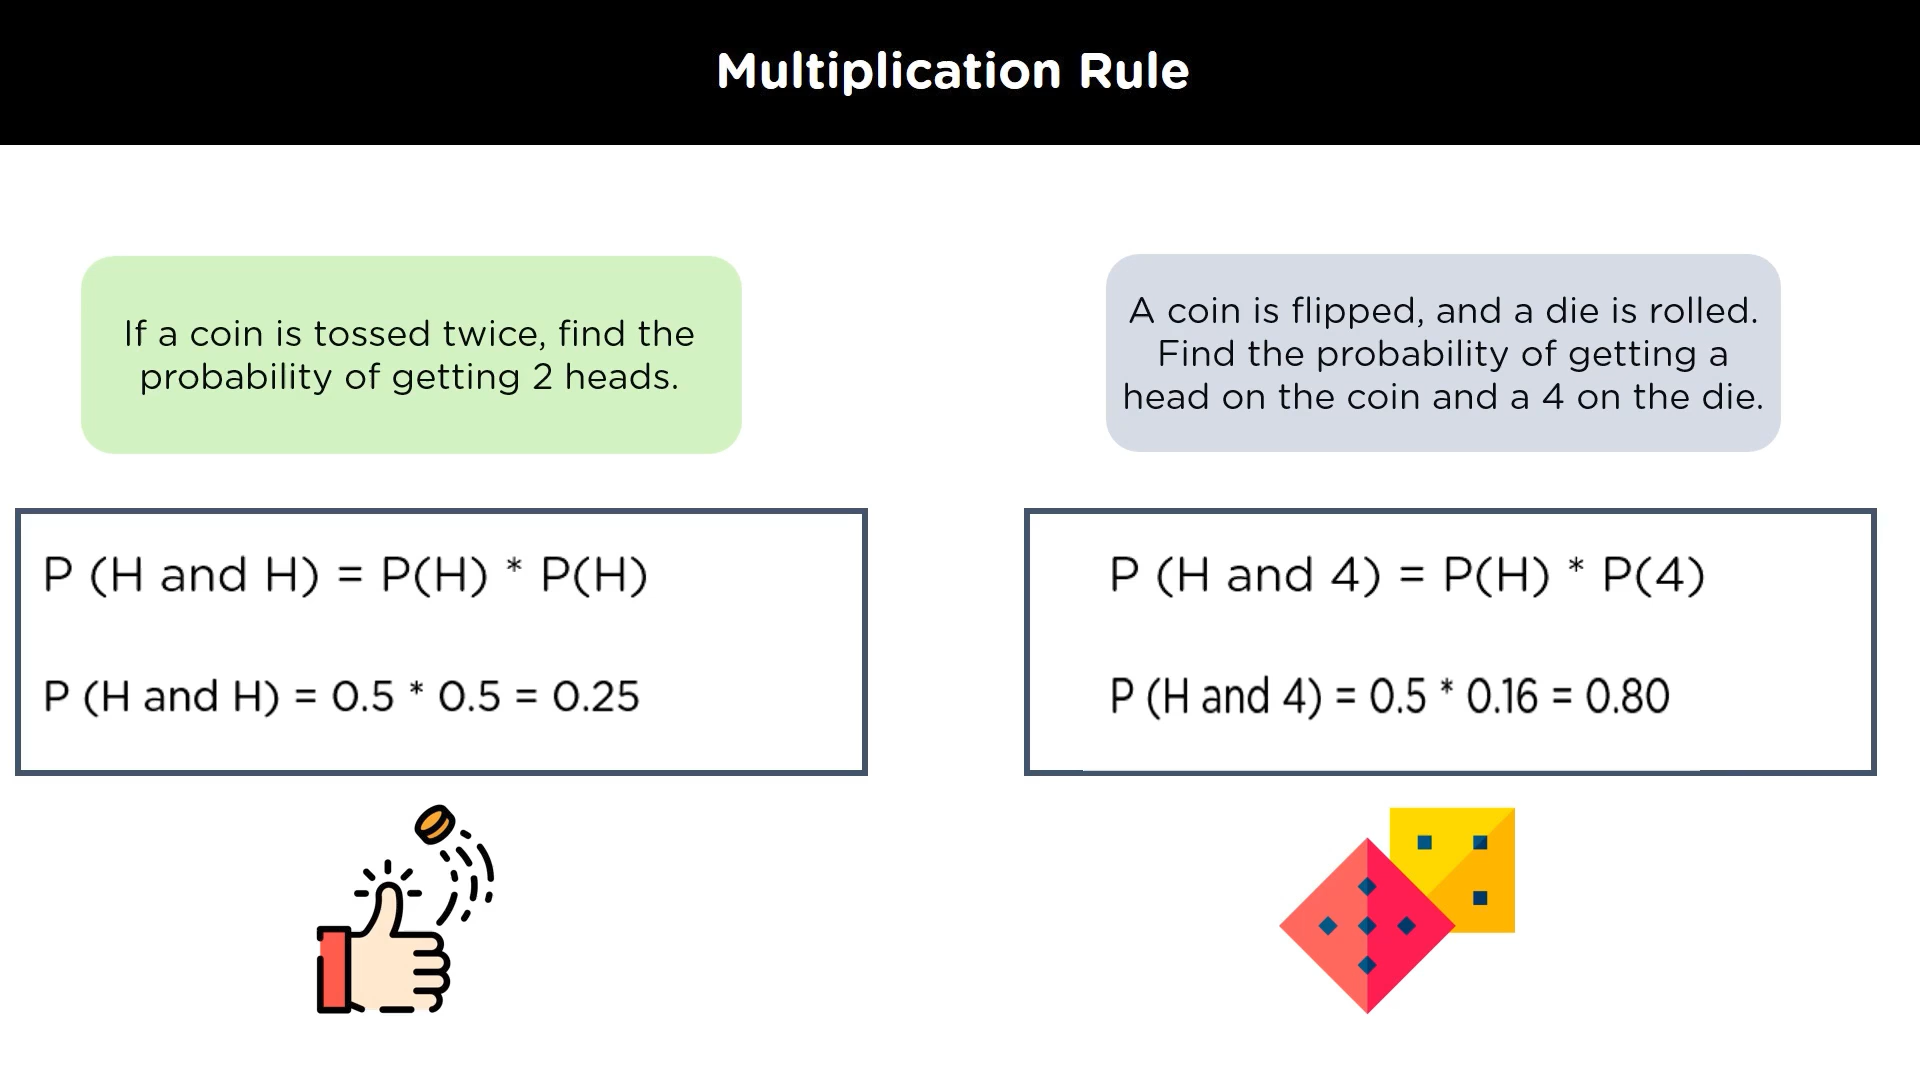 Multiplication Rule
If a coin is tossed twice, find the
probability of getting 2 heads.
P (H and H) = P(H) * P(H)
P (H and H) = 0.5 * 0.5 = 0.25
A coin is flipped, and a die is rolled.
Find the probability of getting a
head on the coin and a 4 on the die.
P (H and 4) = P(H) * P(4)
P (H and 4) = 0.5 * 0.16 = 0.80